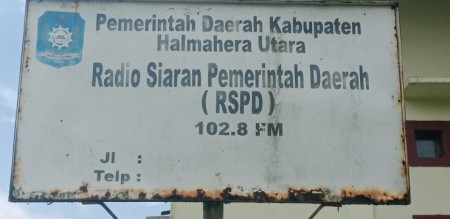 Pemerintah Daerah Kabupaten
Halmahera Utara
Radio Siaran Pemerintah Daerah
( RSPD )
102.8 FM
Jl :
Telp :